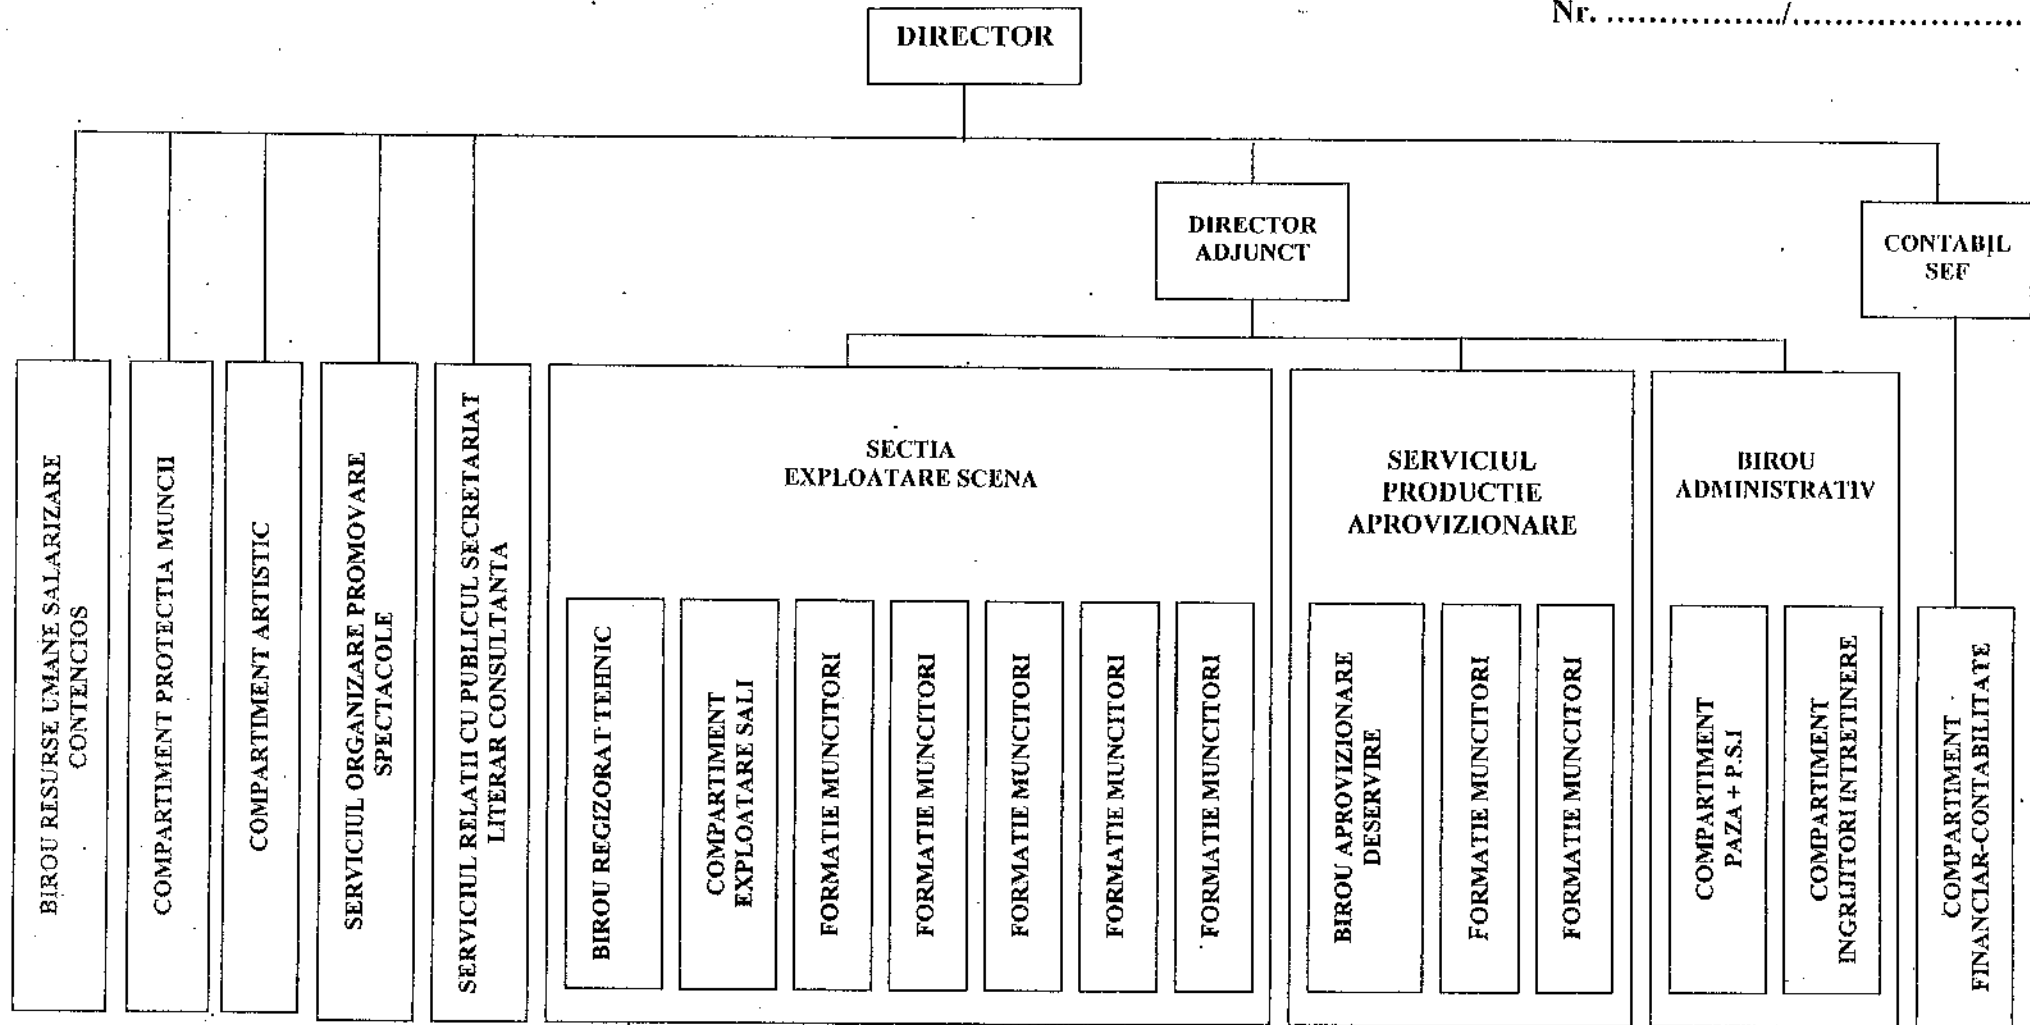 Nr. ................./......................
DIRECTOR
DIRECTOR
ADJUNCT
CONTABIL
SEF
BIROU RESURSE UMANE SALARIZARE
CONTENCIOS
COMPARTIMENT PROTECTIA MUNCII
COMPARTIMENT ARTISTIC
SERVICIUL ORGANIZARE PROMOVARE
SPECTACOLE
SERVICIUL RELATII CU PUBLICUL SECRETARIAT
LITERAR CONSULTANTA
SECTIA
EXPLOATARE SCENA
BIROU REGIZORAT TEHNIC
COMPARTIMENT
EXPLOATARE SALI
FORMATIE MUNCITORI
FORMATIE MUNCITORI
FORMATIE MUNCITORI
FORMATIE MUNCITORI
FORMATIE MUNCITORI
SERVICIUL
PRODUCTIE
APROVIZIONARE
BIROU APROVIZIONARE
DESERVIRE
FORMATIE MUNCITORI
FORMATIE MUNCITORI
BIROU
ADMINISTRATIV
COMPARTIMENT
PAZA + P.S.I
COMPARTIMENT
INGRIJITORI INTRETINERE
COMPARTIMENT
FINANCIAR-CONTABILITATE